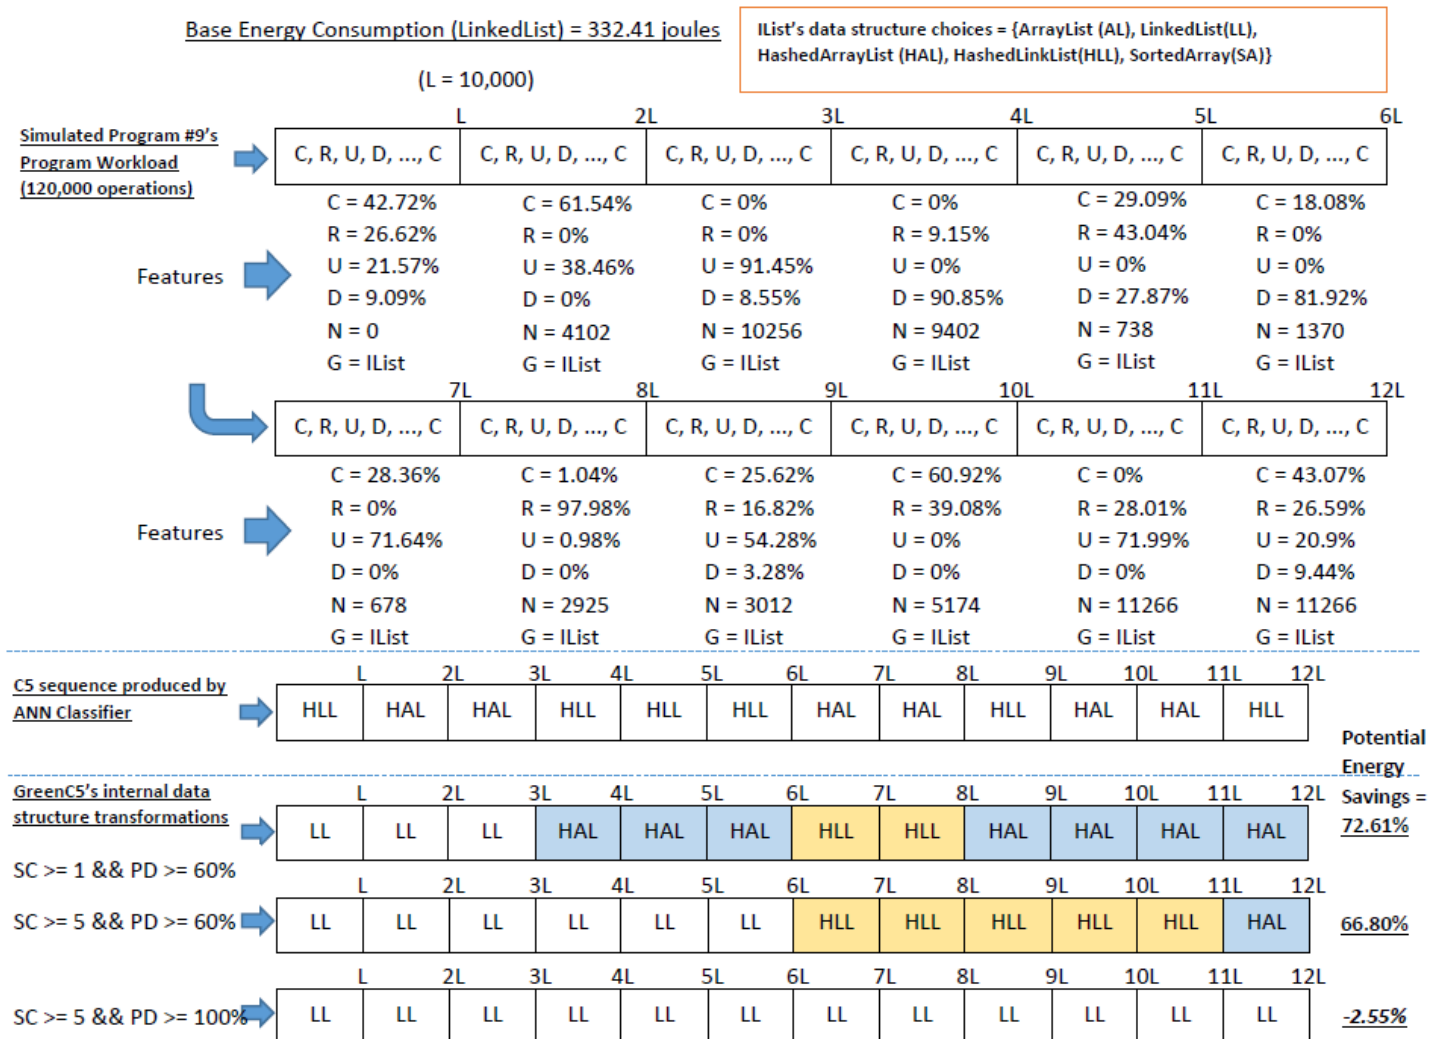 Base Energy Consumption (LinkedList) = 332.41 joules
(L = 10,000)
IList's data structure choices = {ArrayList (AL), LinkedList(LL),
HashedArrayList (HAL), HashedLinkList(HLL), SortedArray(SA)}
L 2L 3L 4L 5L 6L
Simulated Program #9's
Program Workload
(120,000 operations)
C, R, U, D, ..., C C, R, U, D, ..., C C, R, U, D, ..., C C, R, U, D, ..., C C, R, U, D, ..., C C, R, U, D, ..., C
Features
C = 42.72% C = 61.54% C = 0% C = 0% C = 29.09% C = 18.08%
R = 26.62% R = 0% R = 0% R = 9.15% R = 43.04% R = 0%
U = 21.57% U = 38.46% U = 91.45% U = 0% U = 0% U = 0%
D = 9.09% D = 0% D = 8.55% D = 90.85% D = 27.87% D = 81.92%
N = 0 N = 4102 N = 10256 N = 9402 N = 738 N = 1370
G = IList G = IList G = IList G = IList G = IList G = IList
7L 8L 9L 10L 11L 12L
C, R, U, D, ..., C C, R, U, D, ..., C C, R, U, D, ..., C C, R, U, D, ..., C C, R, U, D, ..., C C, R, U, D, ..., C
Features
C = 28.36% C = 1.04% C = 25.62% C = 60.92% C = 0% C = 43.07%
R = 0% R = 97.98% R = 16.82% R = 39.08% R = 28.01% R = 26.59%
U = 71.64% U = 0.98% U = 54.28% U = 0% U = 71.99% U = 20.9%
D = 0% D = 0% D = 3.28% D = 0% D = 0% D = 9.44%
N = 678 N = 2925 N = 3012 N = 5174 N = 11266 N = 11266
G = IList G = IList G = IList G = IList G = IList G = IList
L 2L 3L 4L 5L 6L 7L 8L 9L 10L 11L 12L
C5 sequence produced by
ANN Classifier
HLL HAL HAL HLL HLL HLL HAL HAL HLL HAL HAL HLL
Potential
Energy
Savings =
72.61%
GreenC5's internal data
structure transformations
L 2L 3L 4L 5L 6L 7L 8L 9L 10L 11L 12L
LL LL LL HAL HAL HAL HLL HLL HAL HAL HAL HAL
SC >= 1 && PD >= 60%
L 2L 3L 4L 5L 6L 7L 8L 9L 10L 11L 12L
SC >= 5 && PD >= 60% LL LL LL LL LL LL HLL HLL HLL HLL HLL HAL 66.80%
L 2L 3L 4L 5L 6L 7L 8L 9L 10L 11L 12L
SC >= 5 && PD >= 100% LL LL LL LL LL LL LL LL LL LL LL LL -2.55%